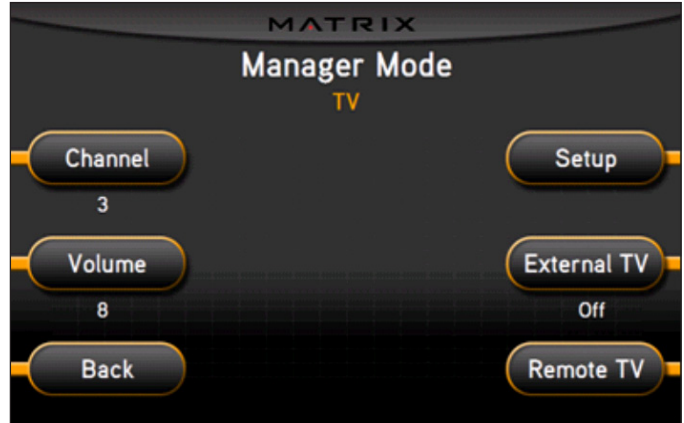 MATRIX
Manager Mode
TV
Channel
3
Setup
Volume
8
External TV
Off
Back
Remote TV